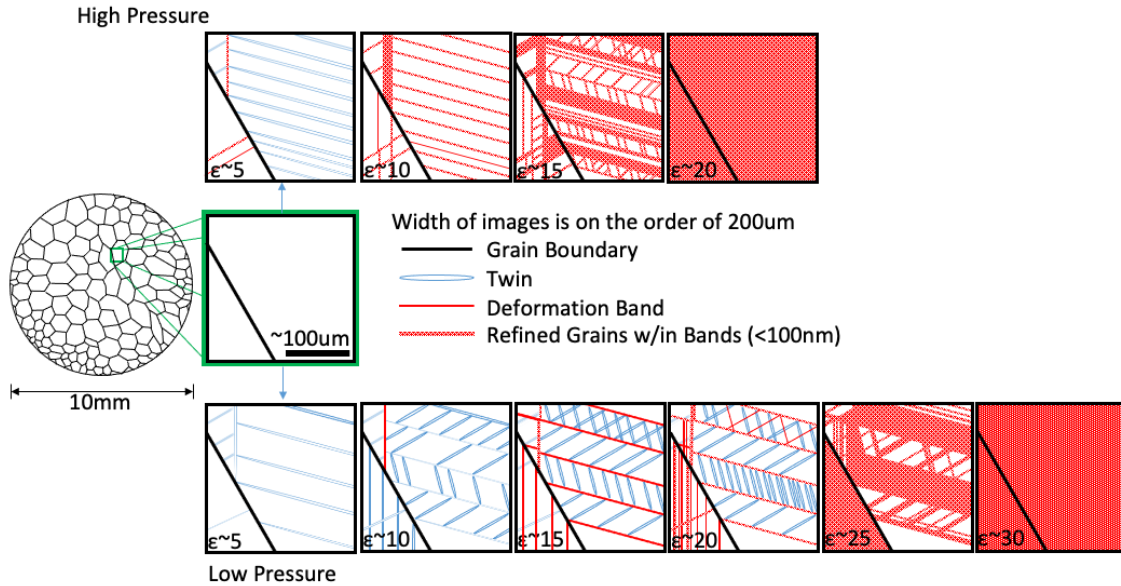 High Pressure
ε~5
ε~10
ε~15
ε~20
Width of images is on the order of 200um
Grain Boundary
Twin
Deformation Band
Refined Grains w/in Bands (<100nm)
~100um
10mm
ε~5
ε~10
ε~15
ε~20
ε~25
ε~30
Low Pressure